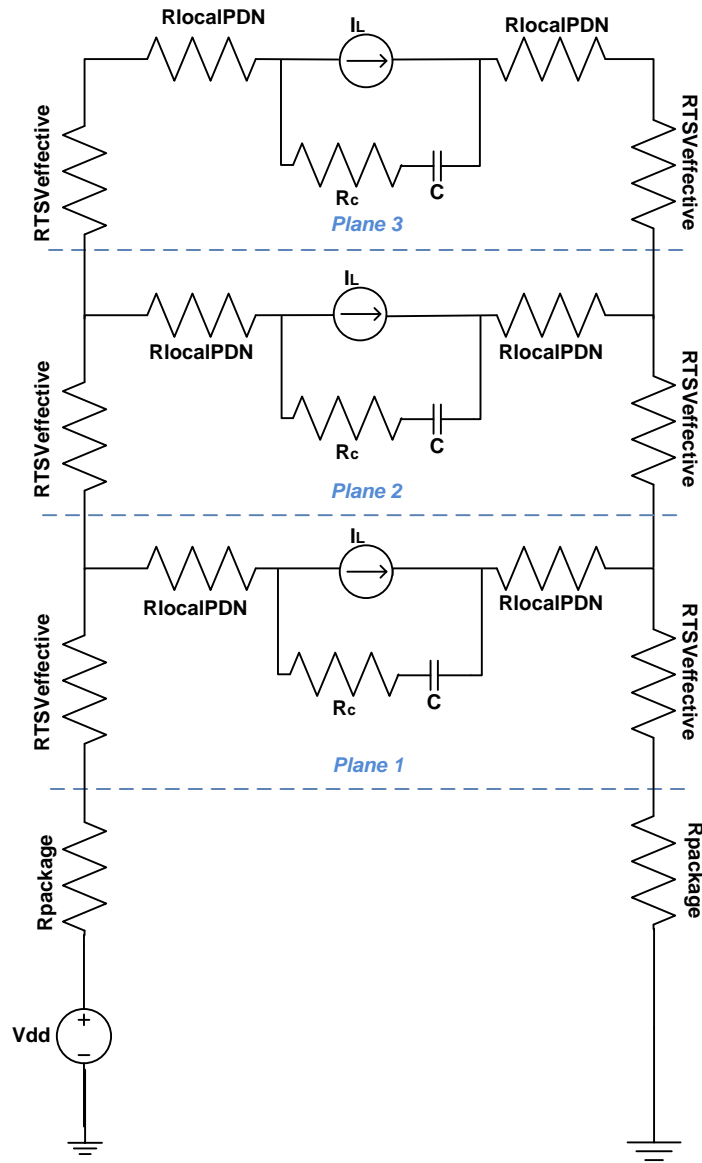 RlocalPDN
IL
RlocalPDN
RTSVeffective
RTSVeffective
Rc
C
Plane 3
IL
RlocalPDN
RlocalPDN
RTSVeffective
RTSVeffective
Rc
C
Plane 2
IL
RlocalPDN
RlocalPDN
RTSVeffective
RTSVeffective
Rc
C
Plane 1
Rpackage
Rpackage
Vdd
+
−